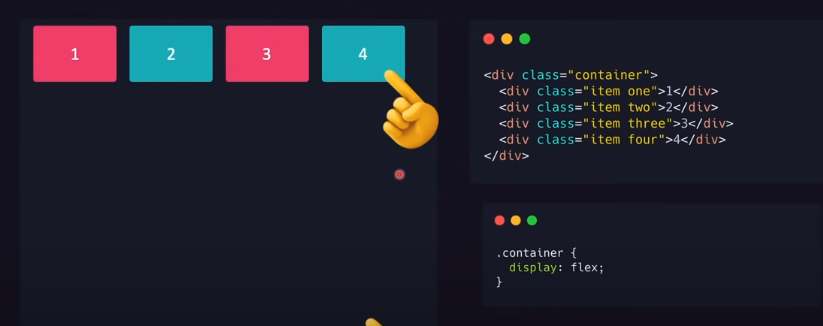 1 2 3 4
<div class="container">
  <div class="item one">1</div>
  <div class="item two">2</div>
  <div class="item three">3</div>
  <div class="item four">4</div>
</div>
.container {
  display: flex;
}